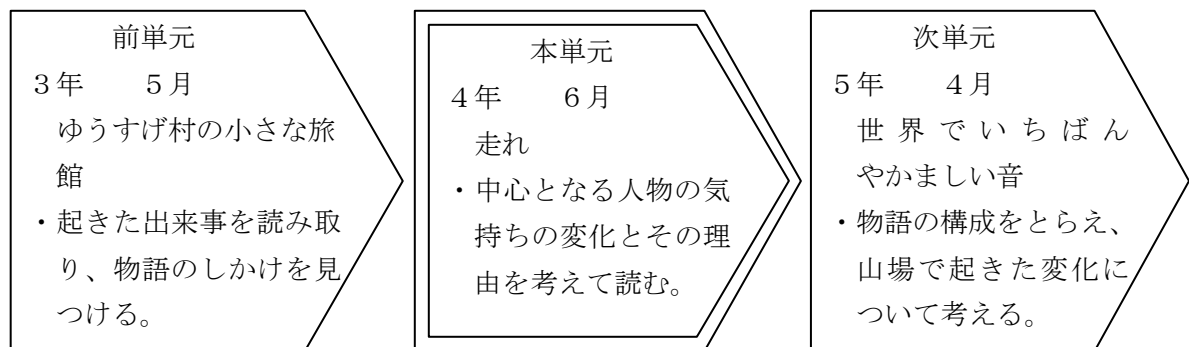 前単元
３年　　５月
ゆうすげ村の小さな旅
館
・起きた出来事を読み取
り、物語のしかけを見
つける。
本単元
４年　　６月
走れ
・中心となる人物の気
持ちの変化とその理
由を考えて読む。
次単元
５年　　４月
世界でいちばん
やかましい音
・物語の構成をとらえ、
山場で起きた変化に
ついて考える。